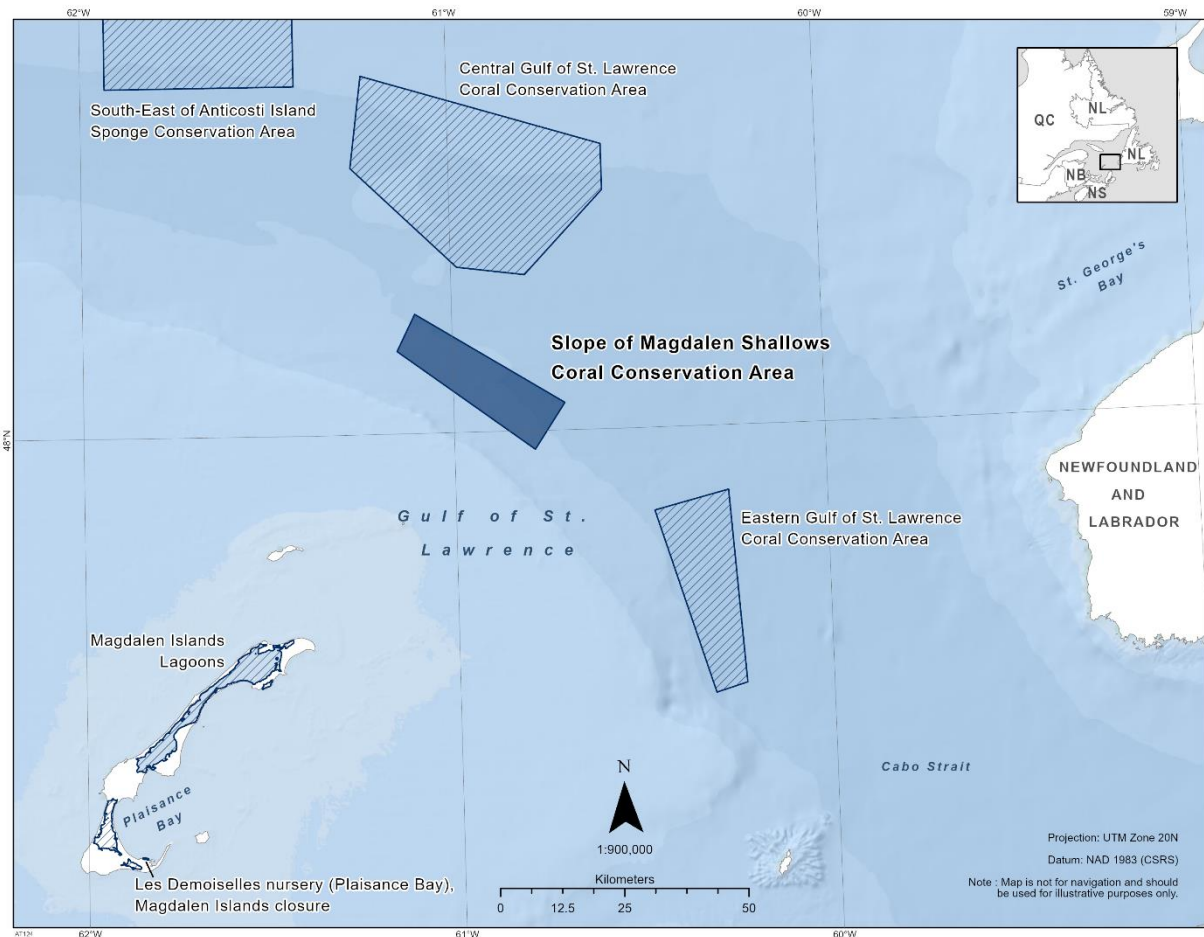 62°W
61°W
60°W
59°W
South-East of Anticosti Island
Sponge Conservation Area
Central Gulf of St. Lawrence
Coral Conservation Area
QC
NL
NL
NB
NS
St. George's
Bay
Slope of Magdalen Shallows
Coral Conservation Area
48°N
NEWFOUNDLAND
AND
LABRADOR
Gulf of St.
Lawrence
Eastern Gulf of St. Lawrence
Coral Conservation Area
Magdalen Islands
Lagoons
Plaisance
Bay
Cabo Strait
N
1:900,000
Kilometers
0 12.5 25 50
Projection: UTM Zone 20N
Datum: NAD 1983 (CSRS)
Note : Map is not for navigation and should
be used for illustrative purposes only.
Les Demoiselles nursery (Plaisance Bay),
Magdalen Islands closure
AT124
62°W
61°W
60°W